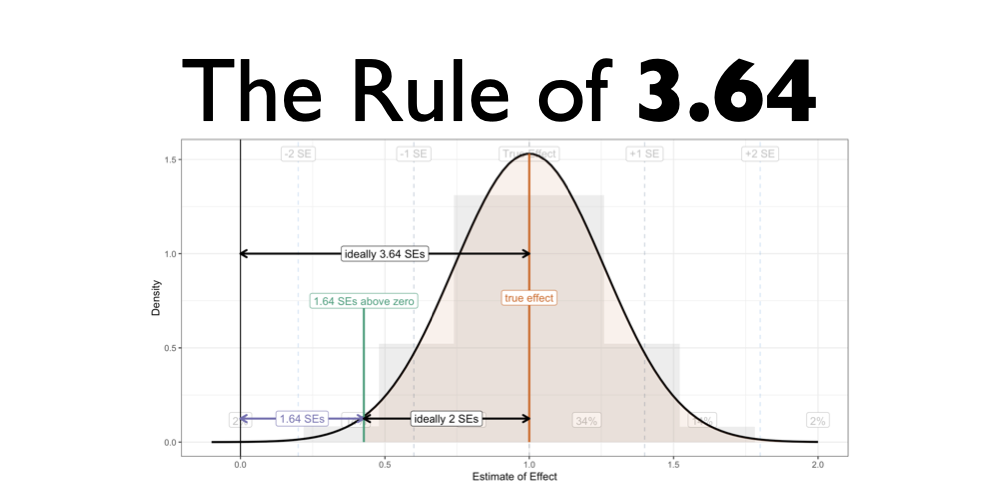 The Rule of 3.64
-2 SE
-1 SE
True Effect
+1 SE
+2 SE
1.5
1.0
0.5
0.0
Density
ideally 3.64 SEs
1.64 SEs above zero
true effect
1.64 SEs
ideally 2 SEs
34%
2%
0.0
0.5
1.0
1.5
2.0
Estimate of Effect